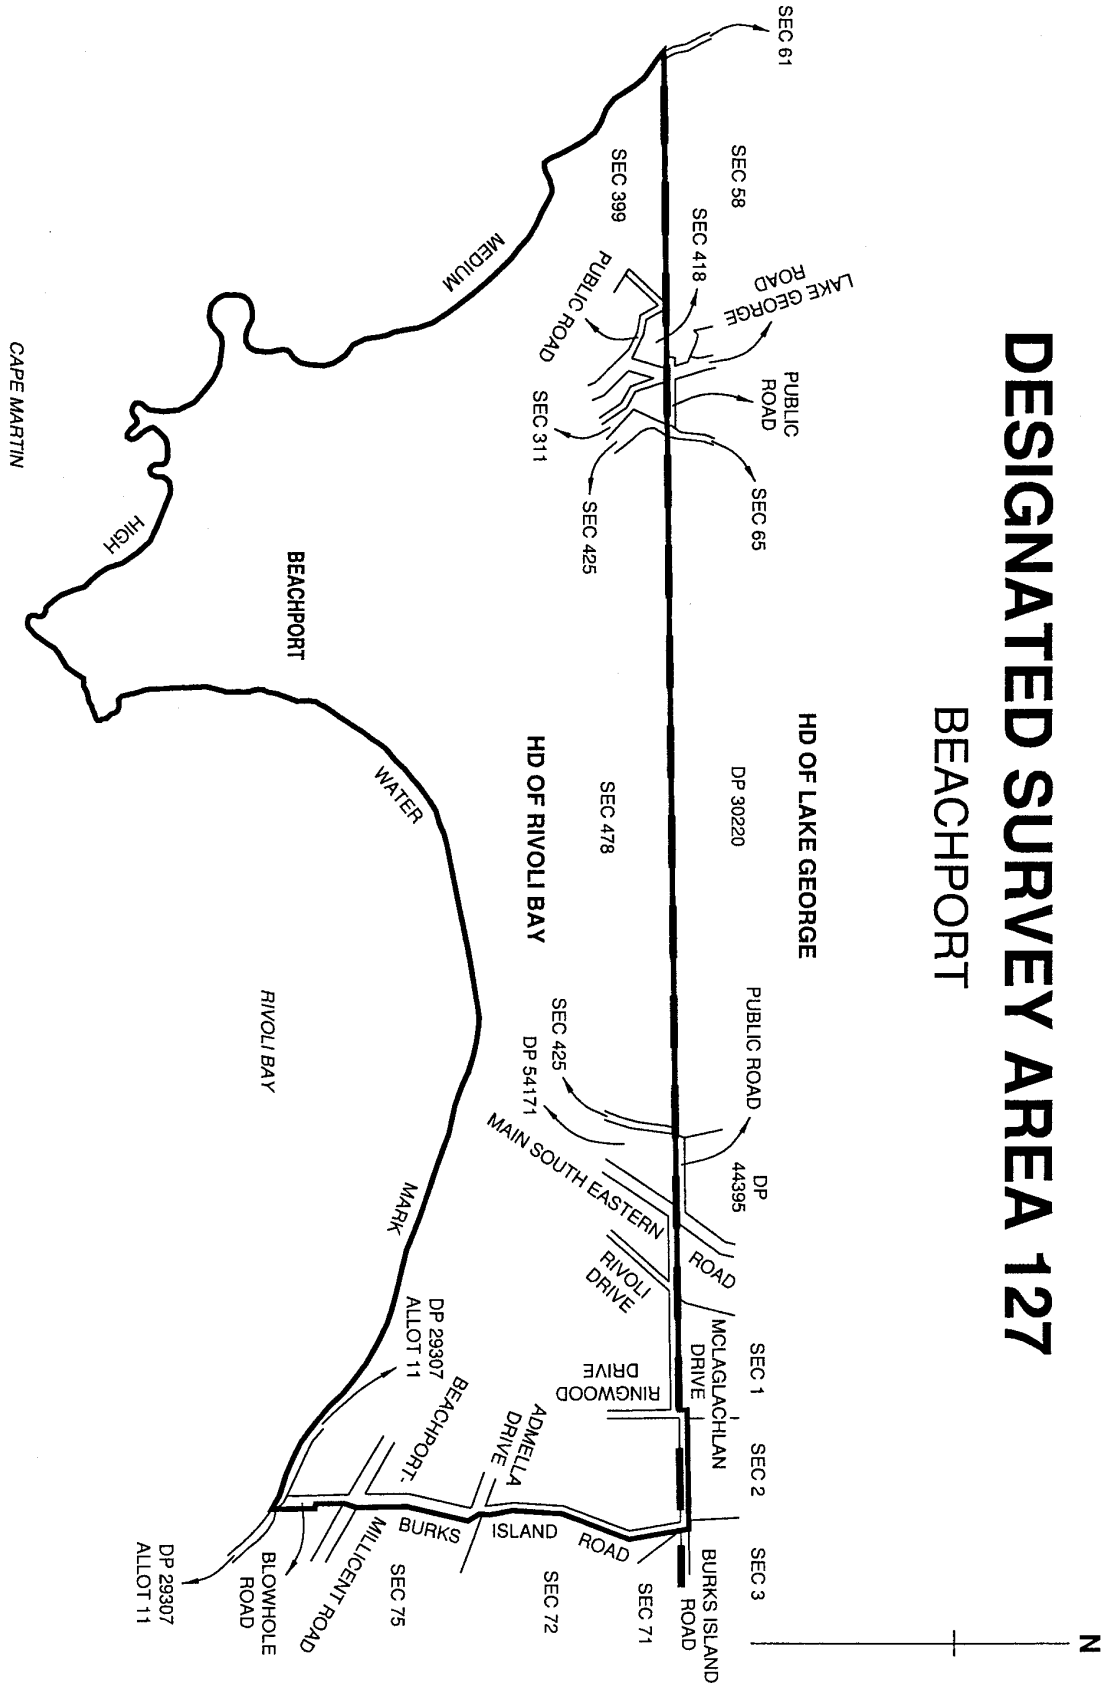 DESIGNATED SURVEY AREA 127
BEACHPORT
N
SEC 61
SEC 58
SEC 399
SEC 418
LAKE GEORGE
ROAD
PUBLIC ROAD
PUBLIC
ROAD
SEC 311
SEC 425
SEC 65
HD OF LAKE GEORGE
DP 30220
SEC 478
HD OF RIVOLI BAY
PUBLIC ROAD
SEC 425
DP 54171
DP
44395
MAIN SOUTH EASTERN
ROAD
RIVOLI
DRIVE
SEC 1
MCLAGLACHLAN
DRIVE
RINGWOOD
DRIVE
SEC 2
SEC 3
BURKS ISLAND
ROAD
SEC 71
SEC 72
SEC 75
BURKS
ISLAND
ROAD
ADMELLA
DRIVE
BEACHPORT-
MILLICENT ROAD
DP 29307
ALLOT 11
BLOWHOLE
ROAD
DP 29307
ALLOT 11
MEDIUM
HIGH
WATER
MARK
BEACHPORT
CAPE MARTIN
RIVOLI BAY